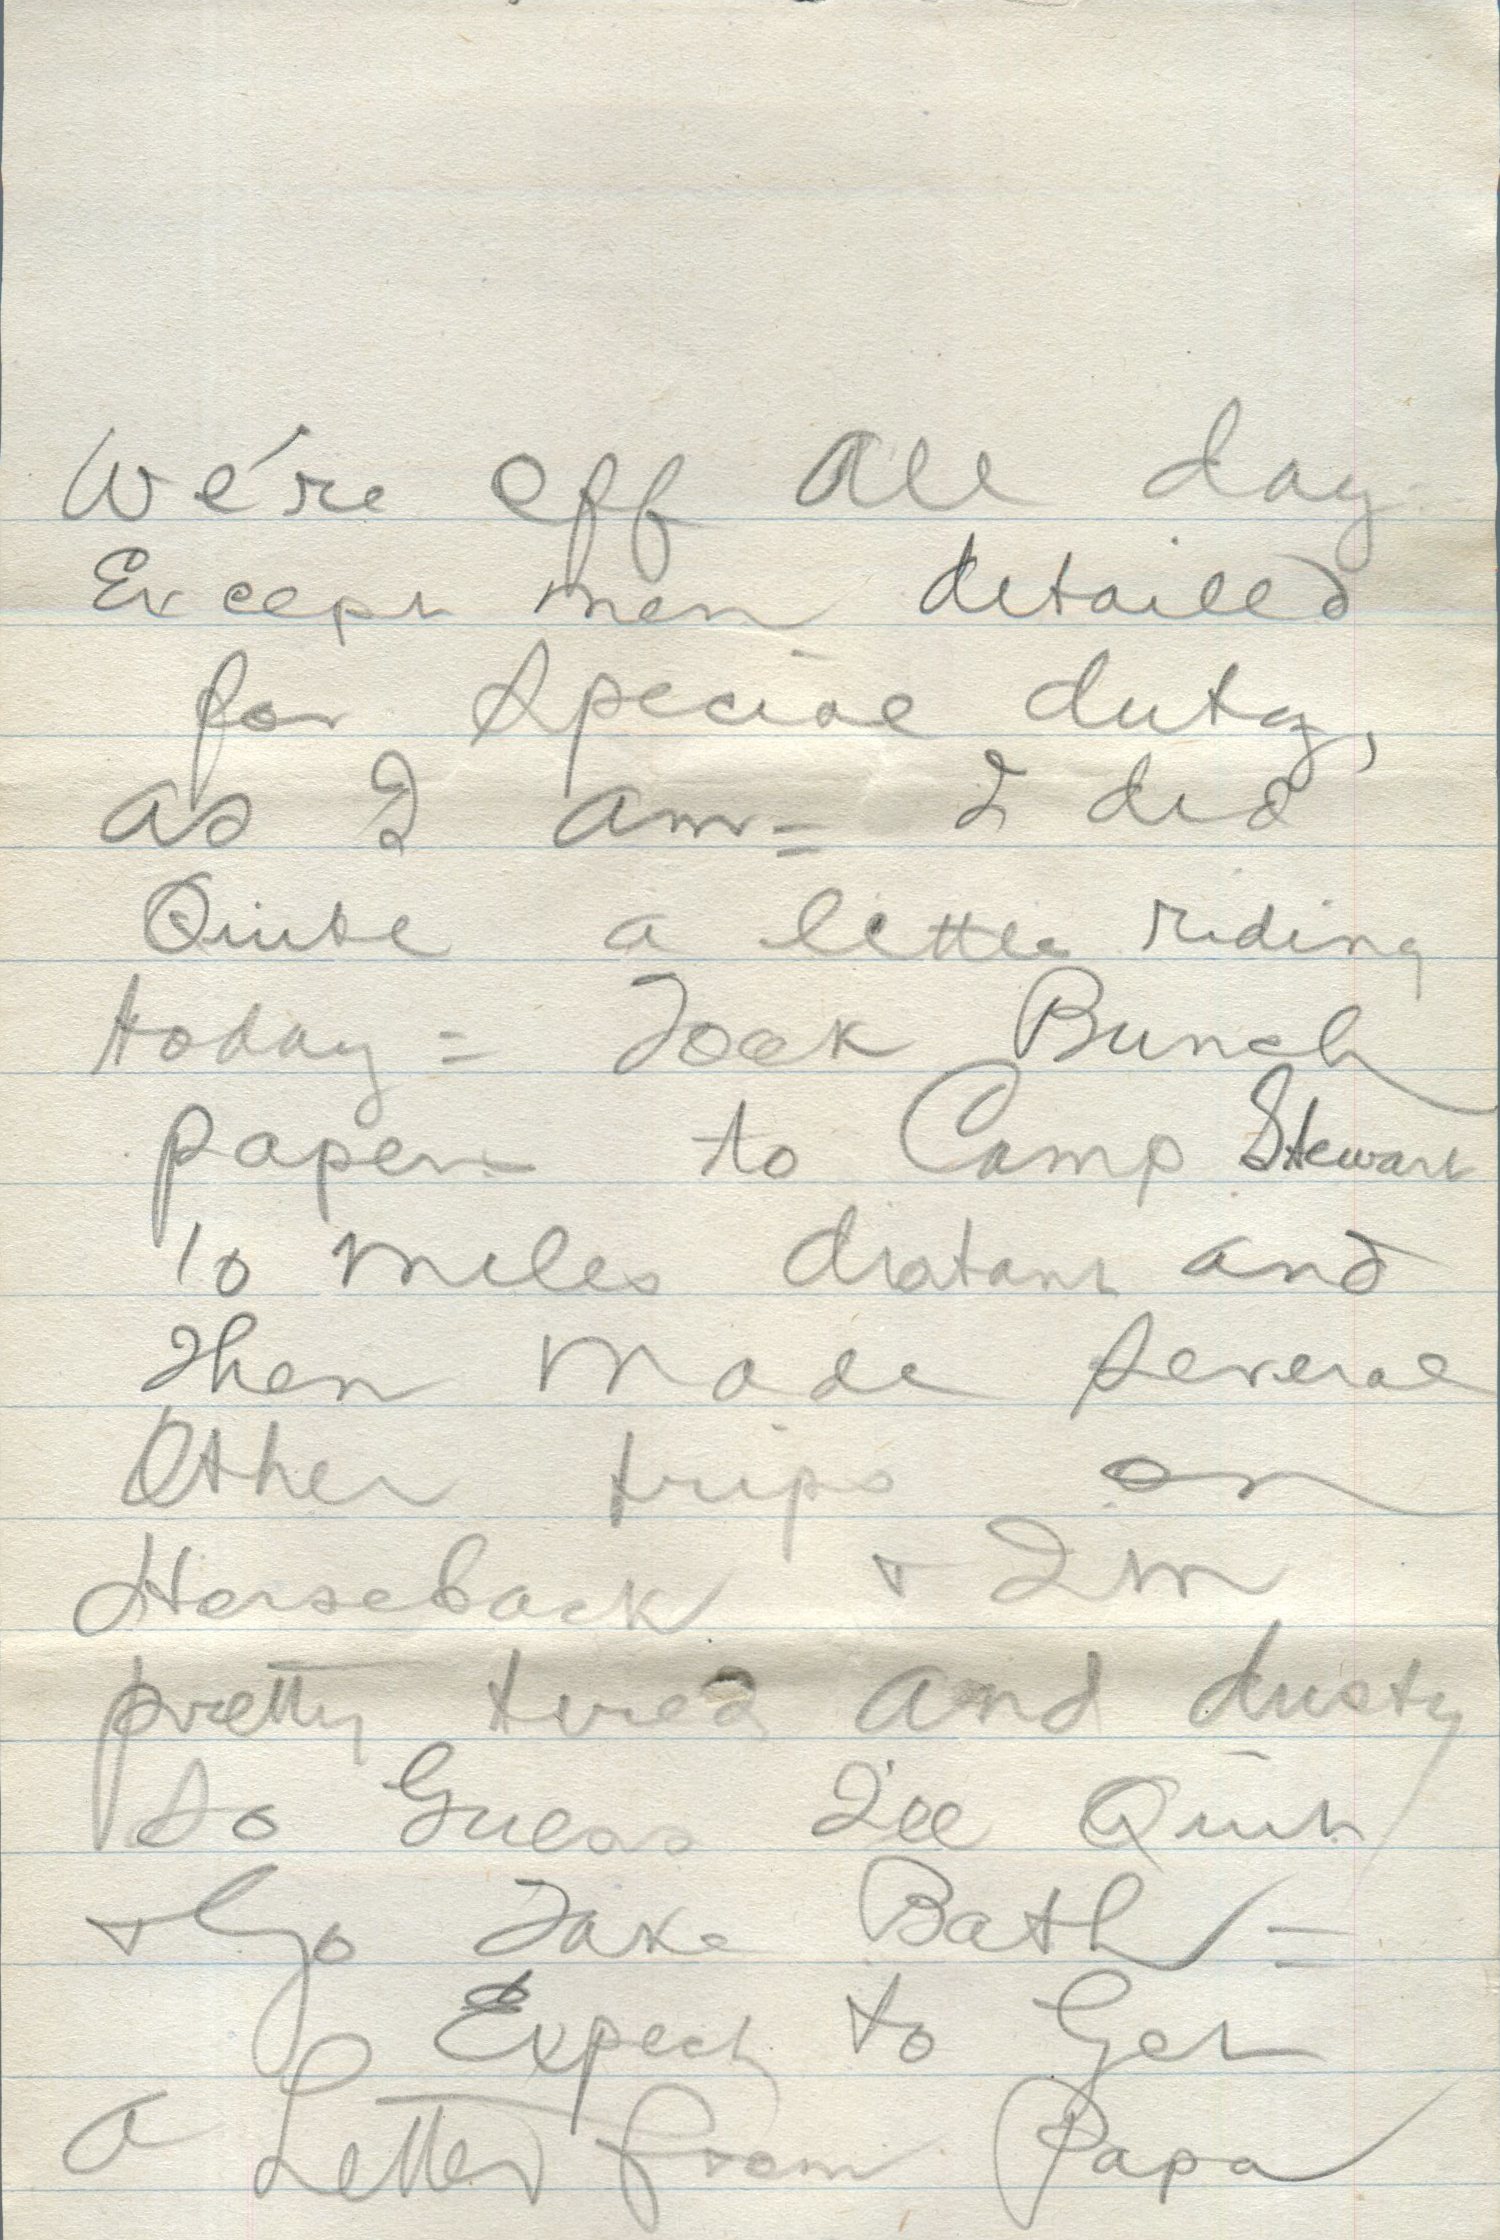 We're off All day.
Except men detailed
for Special duty,
as I am = I did
Quite a little riding
today = Took Bunch
papers to Camp Stewart
10 miles distant and
Then Made several
Other trips on
Horseback + I'm
pretty tired and dusty
So Guess I'll Quit
+ Go Take Bath =
Expect to Get
a Letter from Papa